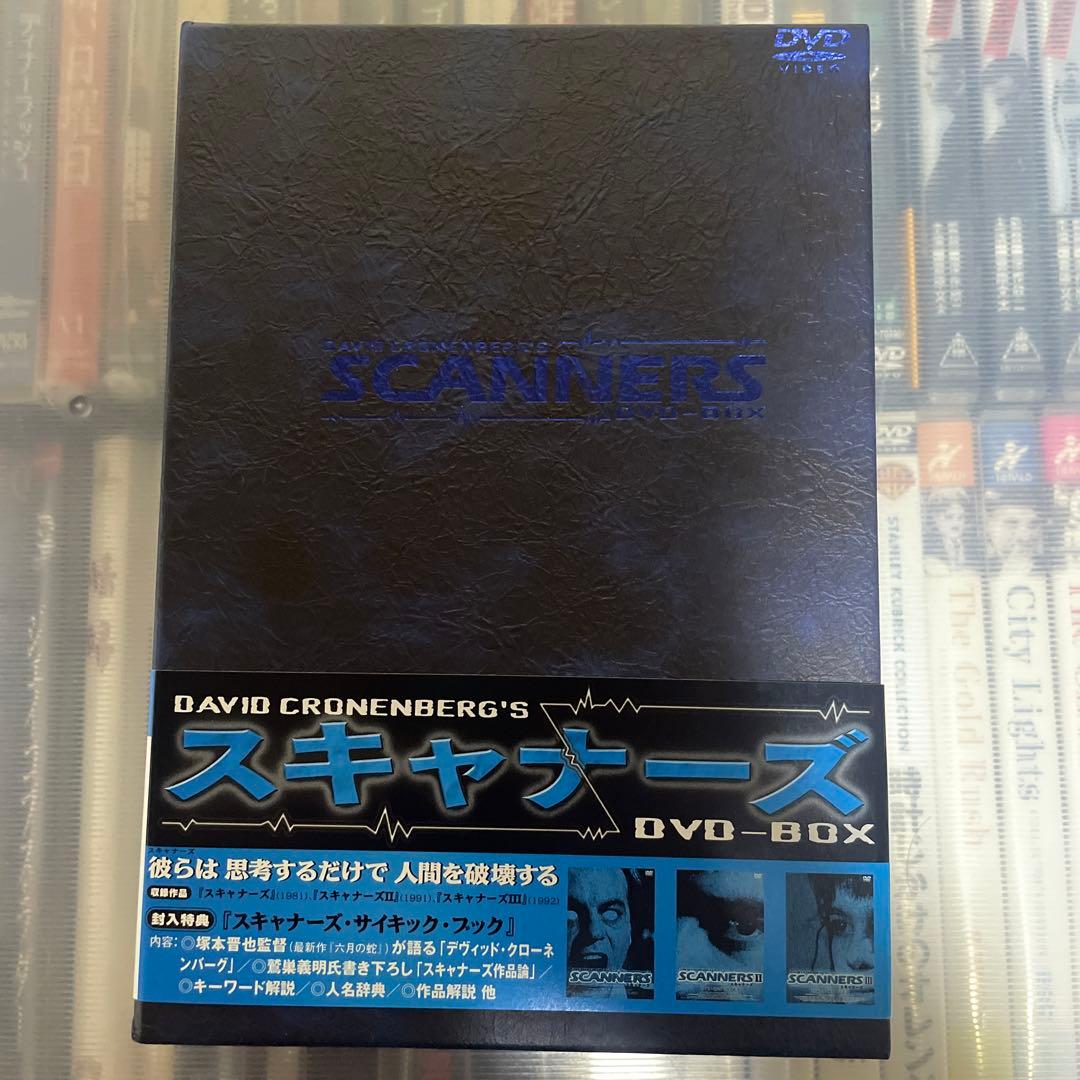 DVD
VIDEO
DAVID CRONENBERG'S
SCANNERS
DVD-BOX
DAVID CRONENBERG'S
スキャナーズ
DVD-BOX
スキャナーズ
彼らは 思考するだけで 人間を破壊する
収録作品 『スキャナーズ』(1981)、『スキャナーズII』(1991)、『スキャナーズIII』(1992)
封入特典 『スキャナーズ・サイキック・ブック』
内容:◎塚本晋也監督(最新作『六月の蛇』)が語る「デヴィッド・クローネ
ンバーグ」/◎鷲巣義明氏書き下ろし「スキャナーズ作品論」/
◎キーワード解説/◎人名辞典/◎作品解説 他
SCANNERS
SCANNERS II
SCANNERS III
STANLEY KUBRICK COLLECTION
The Gold Rush
City Lights